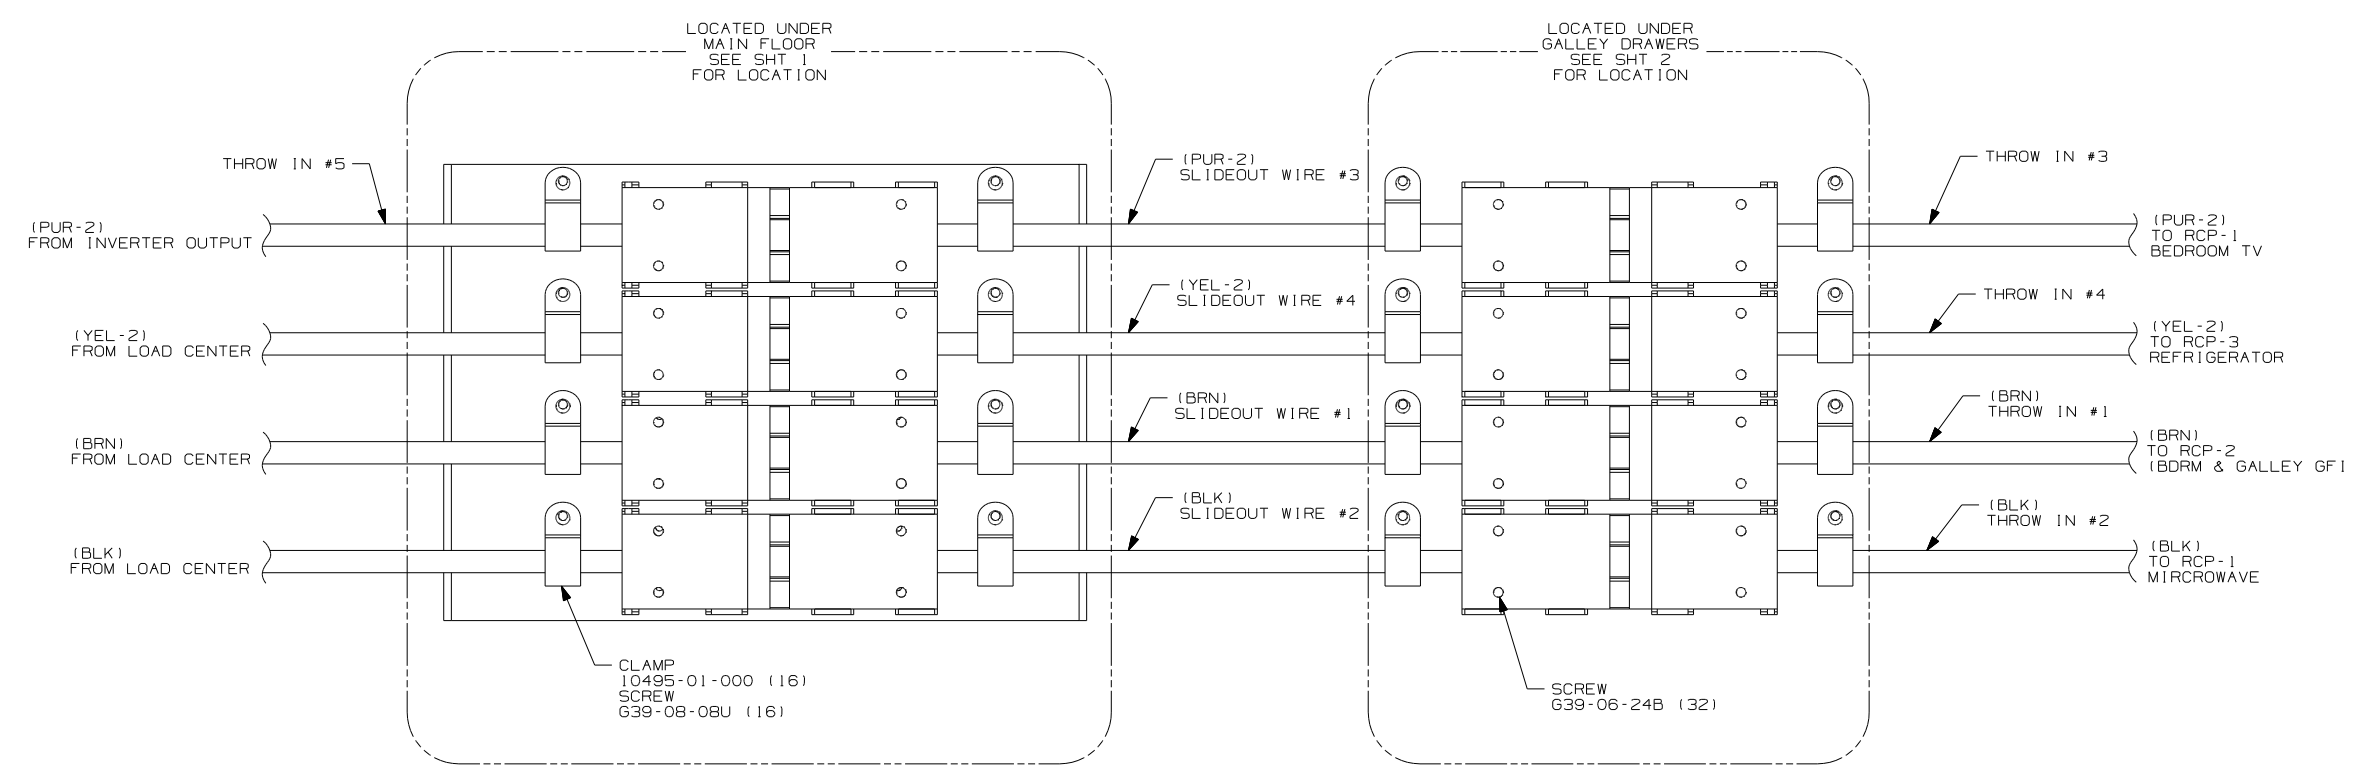 LOCATED UNDER
MAIN FLOOR
SEE SHT 1
FOR LOCATION
LOCATED UNDER
GALLEY DRAWERS
SEE SHT 2
FOR LOCATION
THROW IN #5
(PUR-2)
FROM INVERTER OUTPUT
(YEL-2)
FROM LOAD CENTER
(BRN)
FROM LOAD CENTER
(BLK)
FROM LOAD CENTER
(PUR-2)
SLIDEOUT WIRE #3
(YEL-2)
SLIDEOUT WIRE #4
(BRN)
SLIDEOUT WIRE #1
(BLK)
SLIDEOUT WIRE #2
THROW IN #3
(PUR-2)
TO RCP-1
BEDROOM TV
THROW IN #4
(YEL-2)
TO RCP-3
REFRIGERATOR
(BRN)
THROW IN #1
(BRN)
TO RCP-2
(BDRM & GALLEY GFI
(BLK)
THROW IN #2
(BLK)
TO RCP-1
MIRCROWAVE
CLAMP
10495-01-000 (16)
SCREW
G39-08-08U (16)
SCREW
G39-06-24B (32)